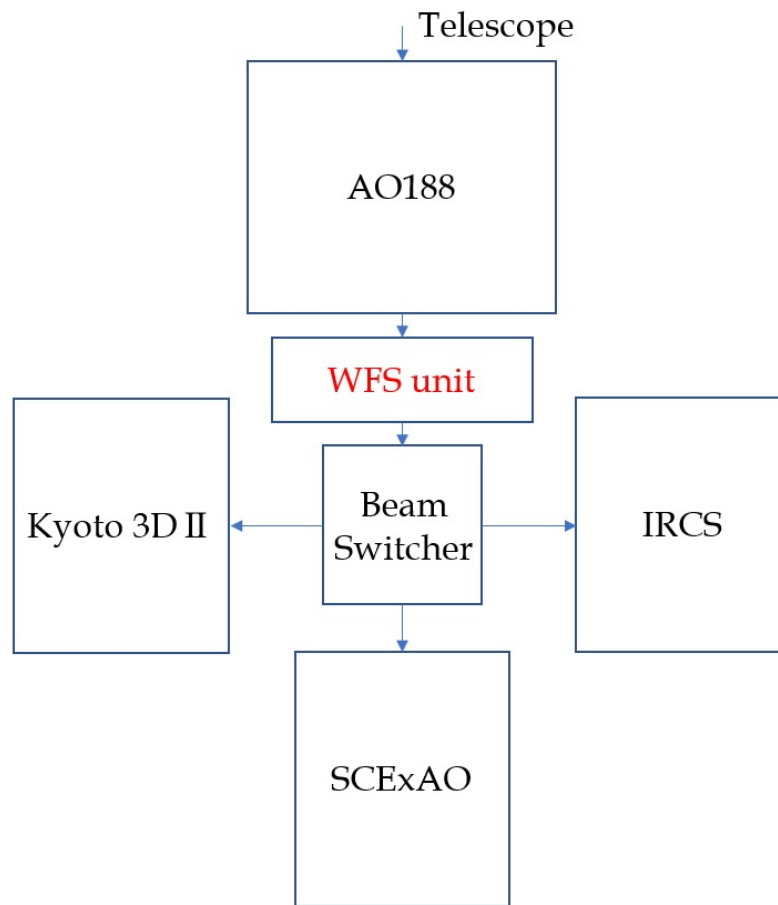 Telescope
AO188
WFS unit
Beam
Switcher
Kyoto 3D Ⅱ
IRCS
SCExAO